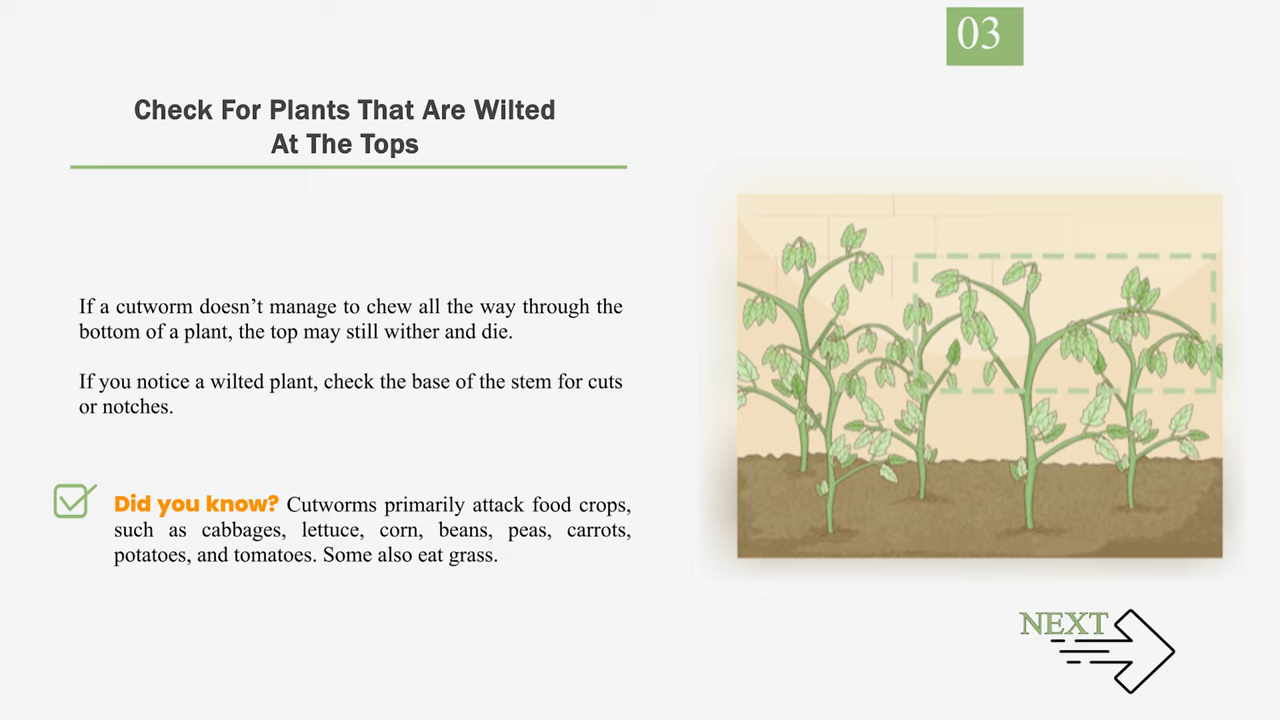 03
Check For Plants That Are Wilted
At The Tops
If a cutworm doesn’t manage to chew all the way through the
bottom of a plant, the top may still wither and die.
If you notice a wilted plant, check the base of the stem for cuts
or notches.
Did you know? Cutworms primarily attack food crops,
such as cabbages, lettuce, corn, beans, peas, carrots,
potatoes, and tomatoes. Some also eat grass.
NEXT